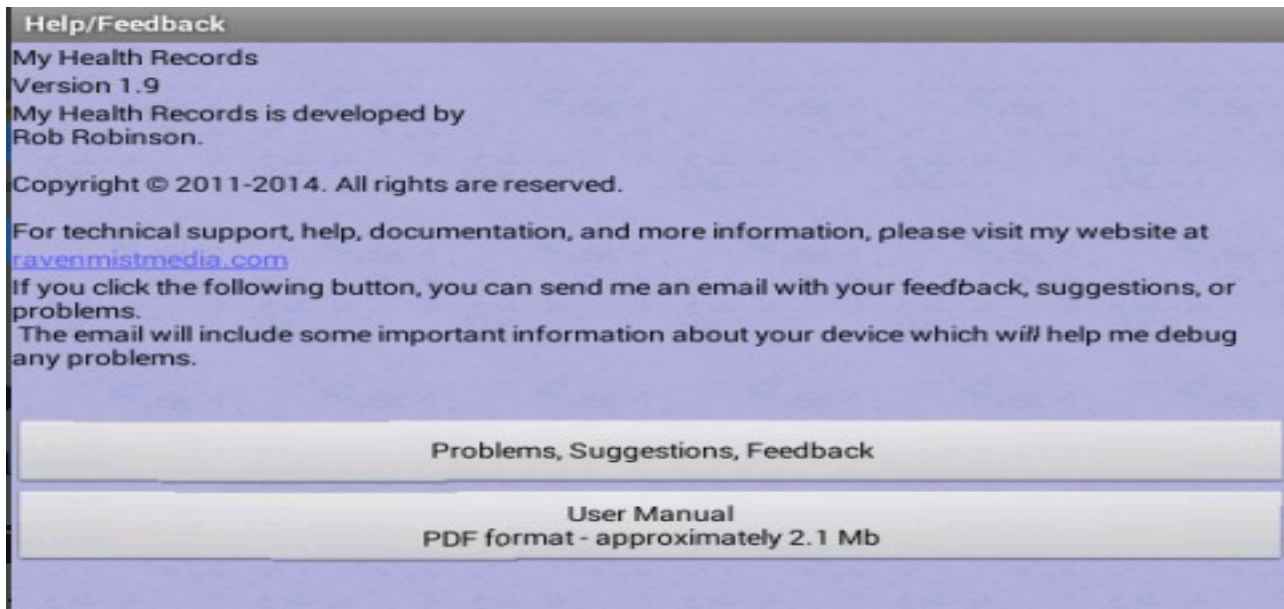 Help/Feedback
My Health Records
Version 1.9
My Health Records is developed by
Rob Robinson.
Copyright © 2011-2014. All rights are reserved.
For technical support, help, documentation, and more information, please visit my website at
ravenmistmedia.com
If you click the following button, you can send me an email with your feedback, suggestions, or
problems.
The email will include some important information about your device which will help me debug
any problems.
Problems, Suggestions, Feedback
User Manual
PDF format - approximately 2.1 Mb